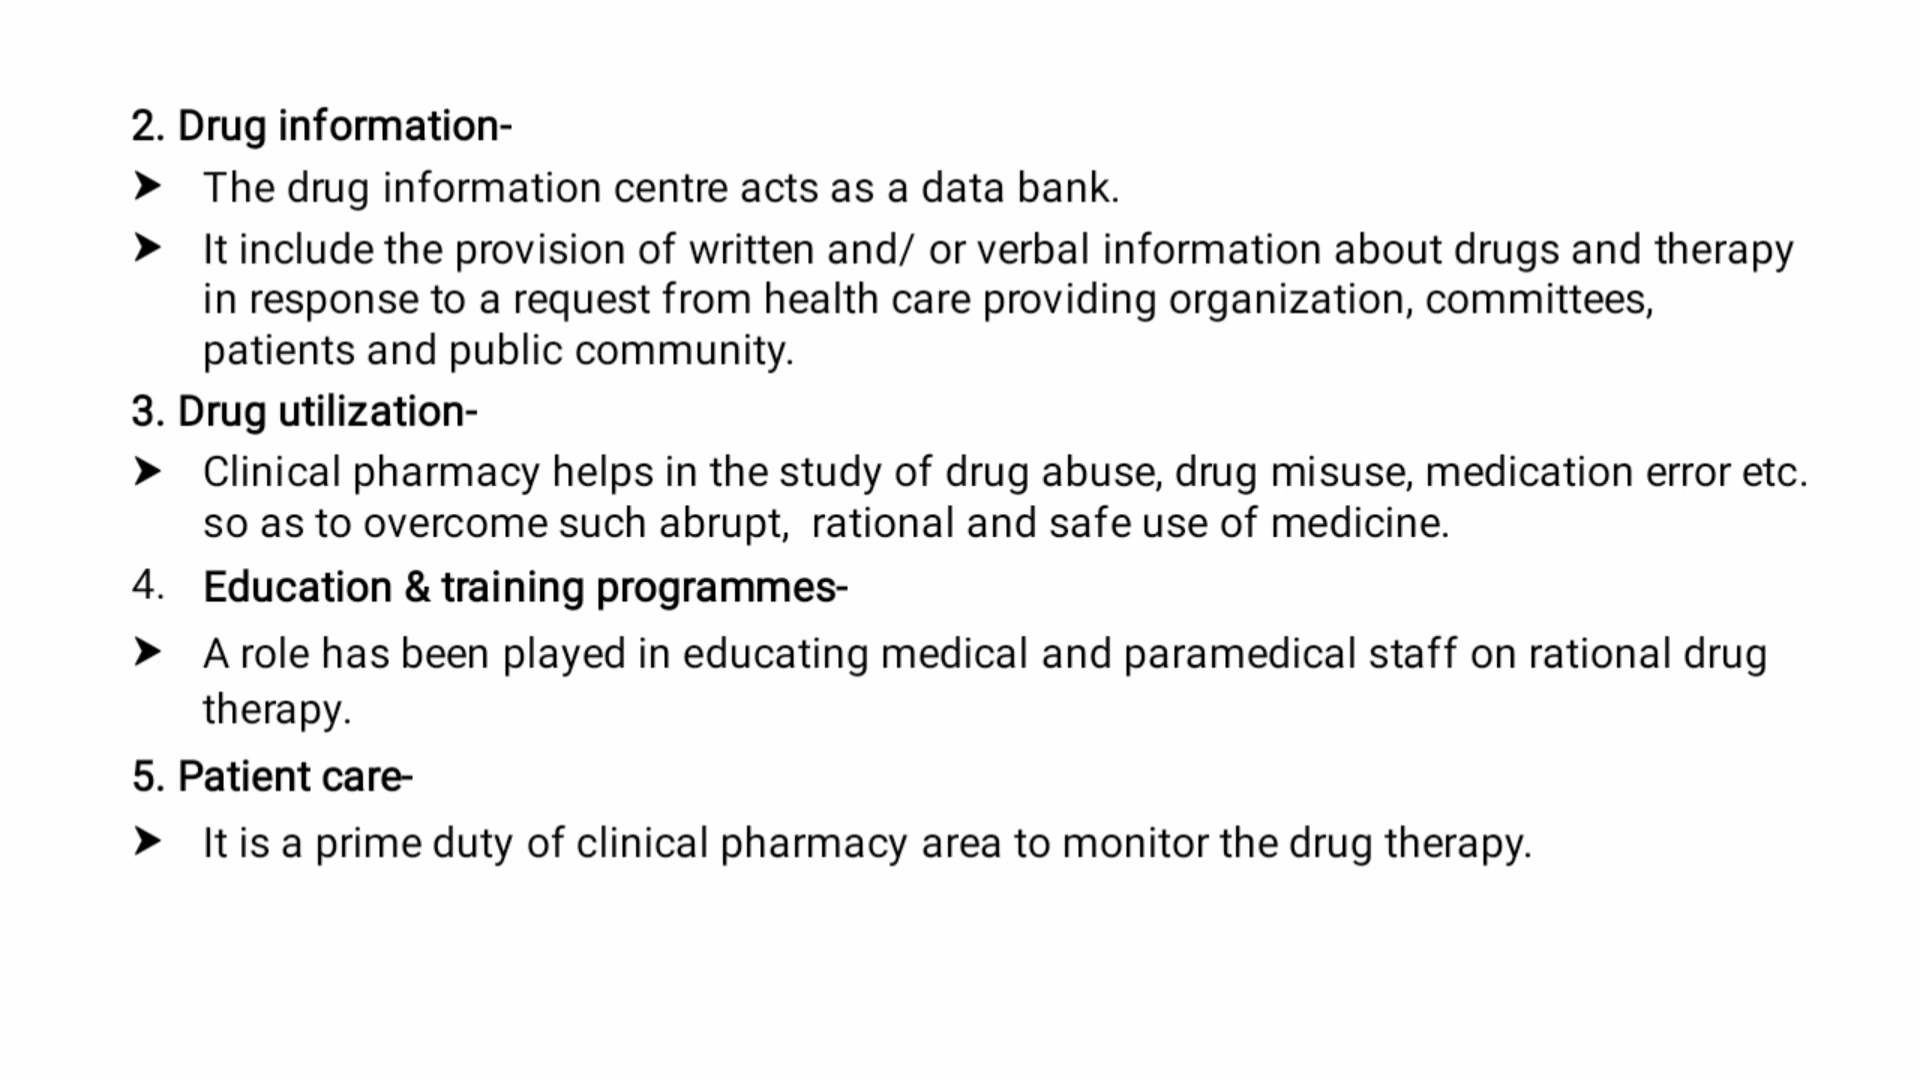 2. Drug information-
➤ The drug information centre acts as a data bank.
➤ It include the provision of written and/ or verbal information about drugs and therapy
in response to a request from health care providing organization, committees,
patients and public community.
3. Drug utilization-
➤ Clinical pharmacy helps in the study of drug abuse, drug misuse, medication error etc.
so as to overcome such abrupt,  rational and safe use of medicine.
4. Education & training programmes-
➤ A role has been played in educating medical and paramedical staff on rational drug
therapy.
5. Patient care-
➤ It is a prime duty of clinical pharmacy area to monitor the drug therapy.